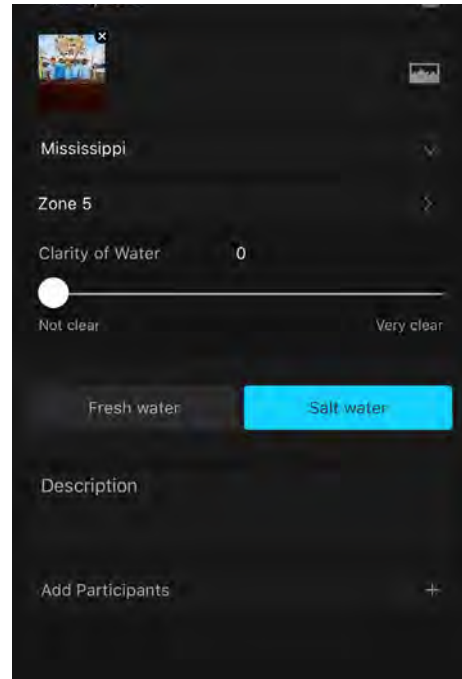 Mississippi
Zone 5
Clarity of Water 0
Not clear Very clear
Fresh water Salt water
Description
Add Participants +